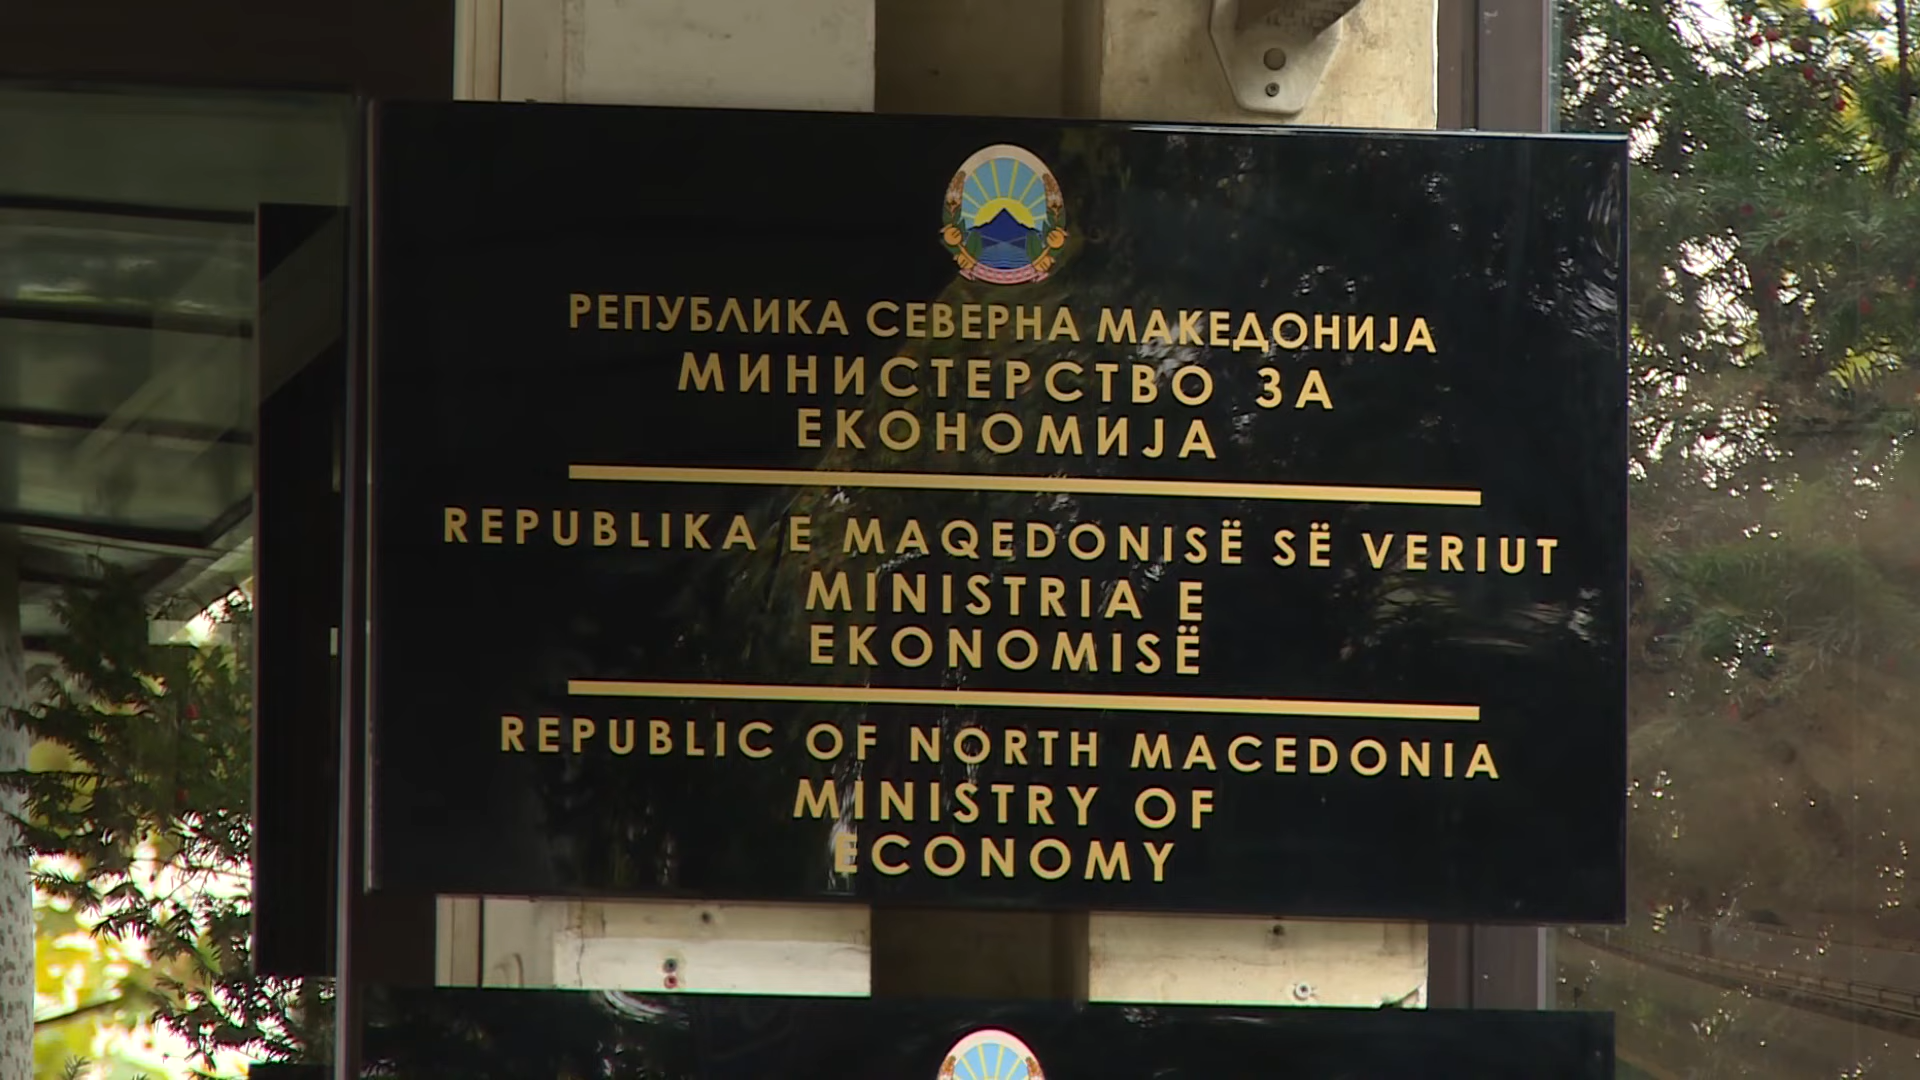 РЕПУБЛИКА СЕВЕРНА МАКЕДОНИЈА
МИНИСТЕРСТВО ЗА
ЕКОНОМИЈА
REPUBLIKA E MAQEDONISË SË VERIUT
MINISTRIA E
EKONOMISË
REPUBLIC OF NORTH MACEDONIA
MINISTRY OF
ECONOMY